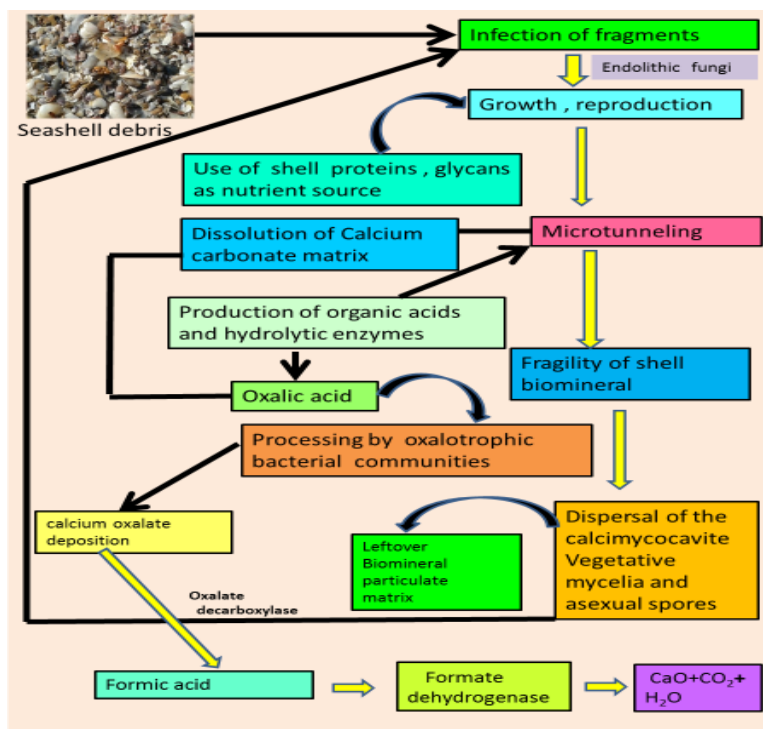 Infection of fragments
Endolithic fungi
Seashell debris
Growth , reproduction
Use of shell proteins , glycans
as nutrient source
Dissolution of Calcium
carbonate matrix
Microtunneling
Production of organic acids
and hydrolytic enzymes
Fragility of shell
biomineral
Oxalic acid
Processing by oxalotrophic
bacterial communities
calcium oxalate
deposition
Leftover
Biomineral
particulate
matrix
Dispersal of the
calcimycocavite
Vegetative
mycelia and
asexual spores
Oxalate
decarboxylase
Formic acid
Formate
dehydrogenase
CaO+CO₂+
H₂O